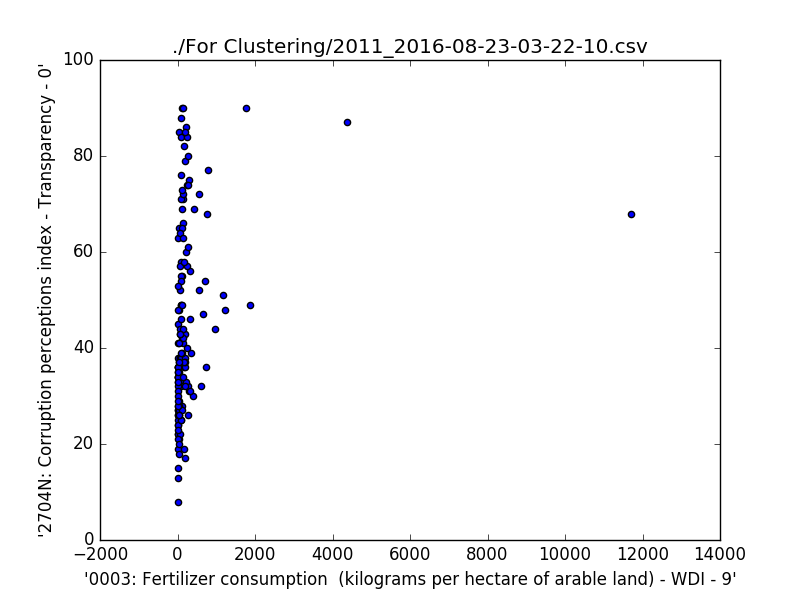 ./For Clustering/2011_2016-08-23-03-22-10.csv
100
80
60
40
20
0
'2704N: Corruption perceptions index - Transparency - 0'
−2000 0 2000 4000 6000 8000 10000 12000 14000
'0003: Fertilizer consumption  (kilograms per hectare of arable land) - WDI - 9'